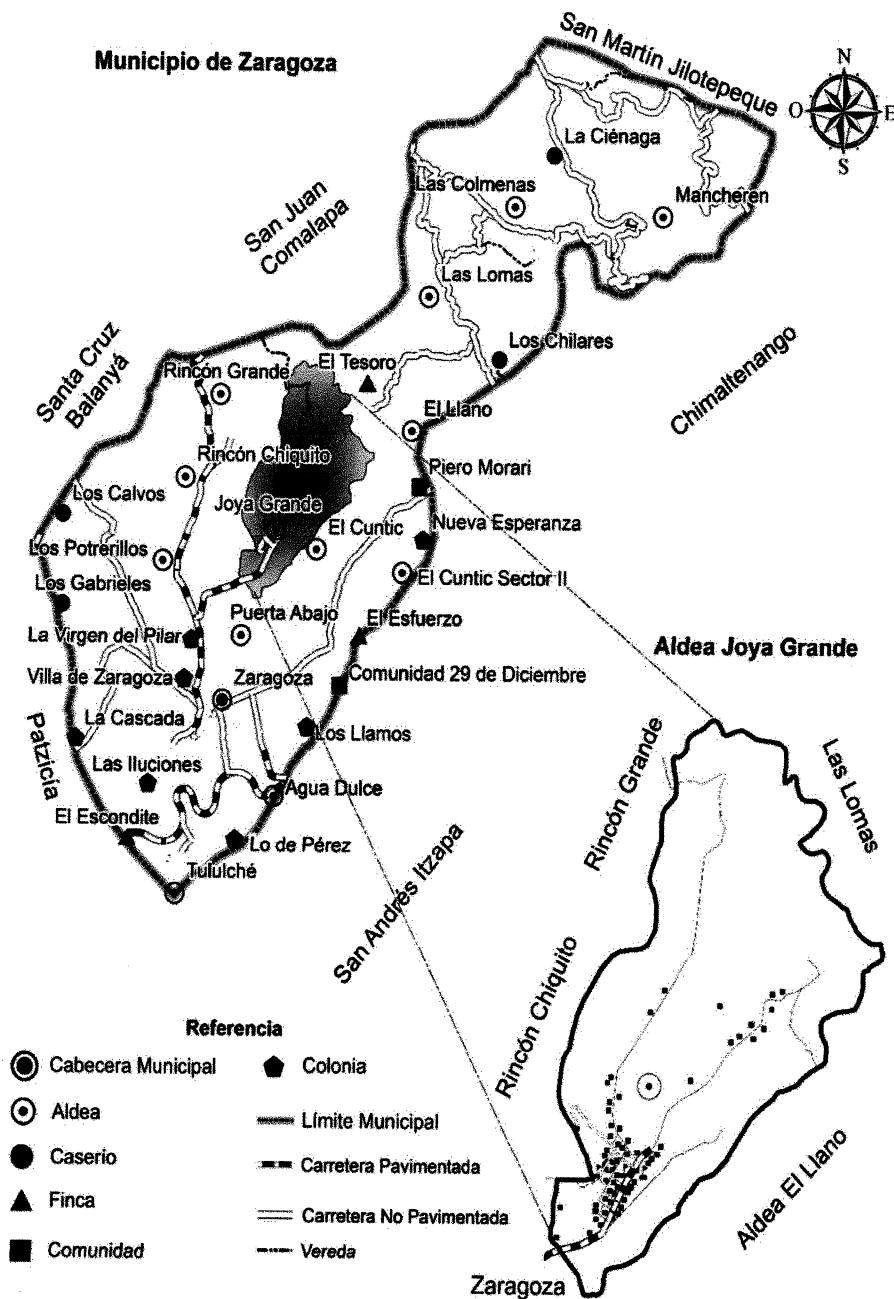 Municipio de Zaragoza
San Martín Jilotepeque
N
O
E
S
La Ciénaga
Las Colmenas
Mancheren
San Juan
Comalapa
Las Lomas
Los Chilares
Chimaltenango
Santa Cruz
Balanyá
El Tesoro
Rincón Grande
El Llano
Rincón Chiquito
Piero Morari
Los Calvos
Joya Grande
Nueva Esperanza
El Cuntic
Los Potrerillos
El Cuntic Sector II
Los Gabrieles
Puerta Abajo
El Esfuerzo
La Virgen del Pilar
Villa de Zaragoza
Zaragoza
Comunidad 29 de Diciembre
La Cascada
Los Llamos
Patzicía
Las Iluciones
Agua Dulce
El Escondite
Lo de Pérez
Tululché
San Andrés Itzapa
Aldea Joya Grande
Rincón Grande
Las Lomas
Rincón Chiquito
Aldea El Llano
Zaragoza
Referencia
Cabecera Municipal
Colonia
Aldea
Límite Municipal
Caserio
Carretera Pavimentada
Finca
Carretera No Pavimentada
Comunidad
Vereda